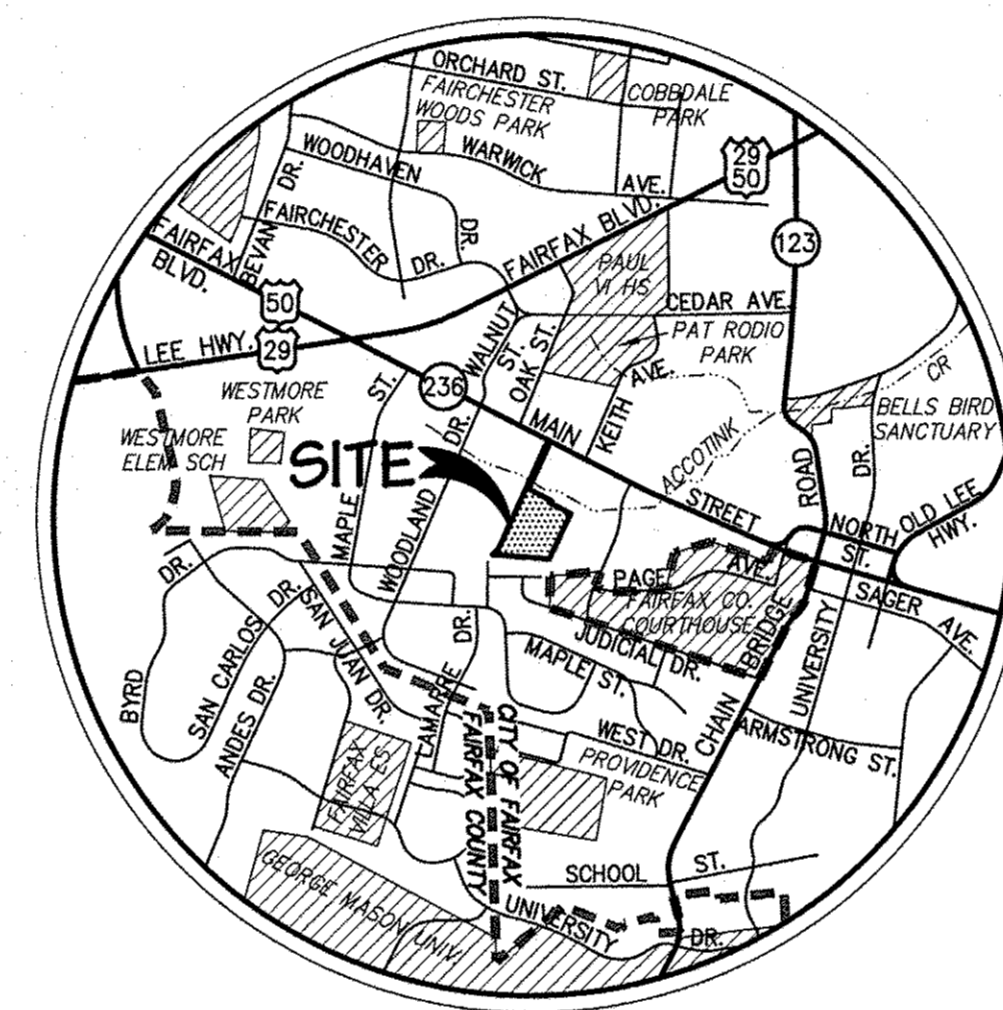 ORCHARD ST.
FAIRCHESTER
WOODS PARK
COBBDALE
PARK
WOODHAVEN
DR.
WARWICK
AVE.
29
50
BEVAN DR.
FAIRCHESTER
DR.
FAIRFAX BLVD.
123
FAIRFAX
BLVD.
50
PAUL
VI HS
CEDAR AVE.
LEE HWY.
29
WALNUT
ST.
OAK ST.
PAT RODIO
PARK
KEITH AVE.
236
MAIN
STREET
WESTMORE
PARK
WESTMORE
ELEM SCH
MAPLE
ST.
WOODLAND
DR.
SITE
ACCOTINK
CR
BELLS BIRD
SANCTUARY
ROAD
DR.
NORTH
ST.
OLD LEE
HWY.
PAGE
AVE.
FAIRFAX CO.
COURTHOUSE
SAGER
AVE.
JUDICIAL DR.
MAPLE ST.
CHAIN
BRIDGE
UNIVERSITY
BYRD
DR.
SAN CARLOS
DR.
SAN JUAN DR.
ANDES DR.
LAMARRE
DR.
WEST DR.
PROVIDENCE
PARK
ARMSTRONG ST.
FAIRFAX
VILLA ES
CITY OF FAIRFAX
FAIRFAX COUNTY
SCHOOL
ST.
GEORGE MASON UNIV.
UNIVERSITY
DR.